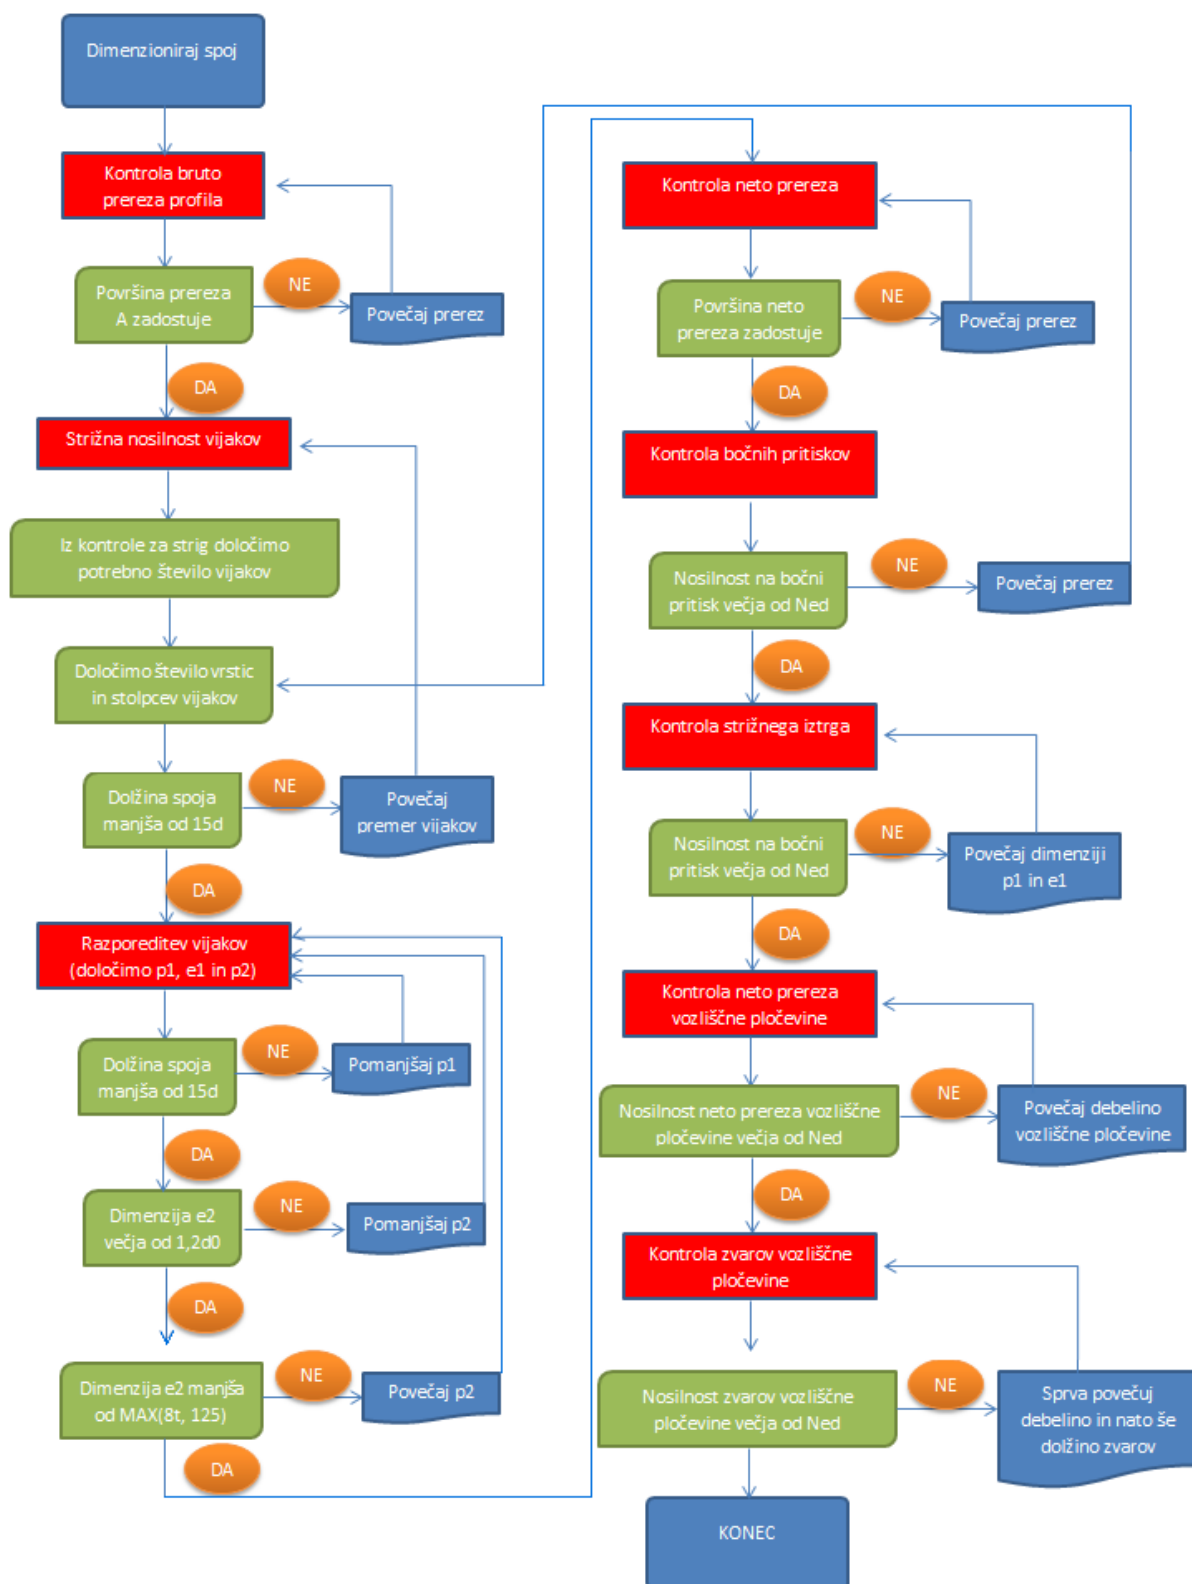 Dimenzioniraj spoj
Kontrola bruto
prereza profila
NE
Površina prereza
A zadostuje
Povečaj prerez
DA
Strižna nosilnost vijakov
Iz kontrole za strig določimo
potrebno število vijakov
Določimo število vrstic
in stolpcev vijakov
NE
Dolžina spoja
manjša od 15d
Povečaj
premer vijakov
DA
Razporeditev vijakov
(določimo p1, e1 in p2)
NE
Dolžina spoja
manjša od 15d
Pomanjšaj p1
DA
NE
Dimenzija e2
večja od 1,2d0
Pomanjšaj p2
DA
NE
Dimenzija e2 manjša
od MAX(8t, 125)
Povečaj p2
DA
Kontrola neto prereza
NE
Površina neto
prereza zadostuje
Povečaj prerez
DA
Kontrola bočnih pritiskov
NE
Nosilnost na bočni
pritisk večja od Ned
Povečaj prerez
DA
Kontrola strižnega iztrga
NE
Nosilnost na bočni
pritisk večja od Ned
Povečaj dimenziji
p1 in e1
DA
Kontrola neto prereza
vozliščne pločevine
NE
Nosilnost neto prereza vozliščne
pločevine večja od Ned
Povečaj debelino
vozliščne pločevine
DA
Kontrola zvarov vozliščne
pločevine
NE
Nosilnost zvarov vozliščne
pločevine večja od Ned
Sprva povečuj
debelino in nato še
dolžino zvarov
KONEC